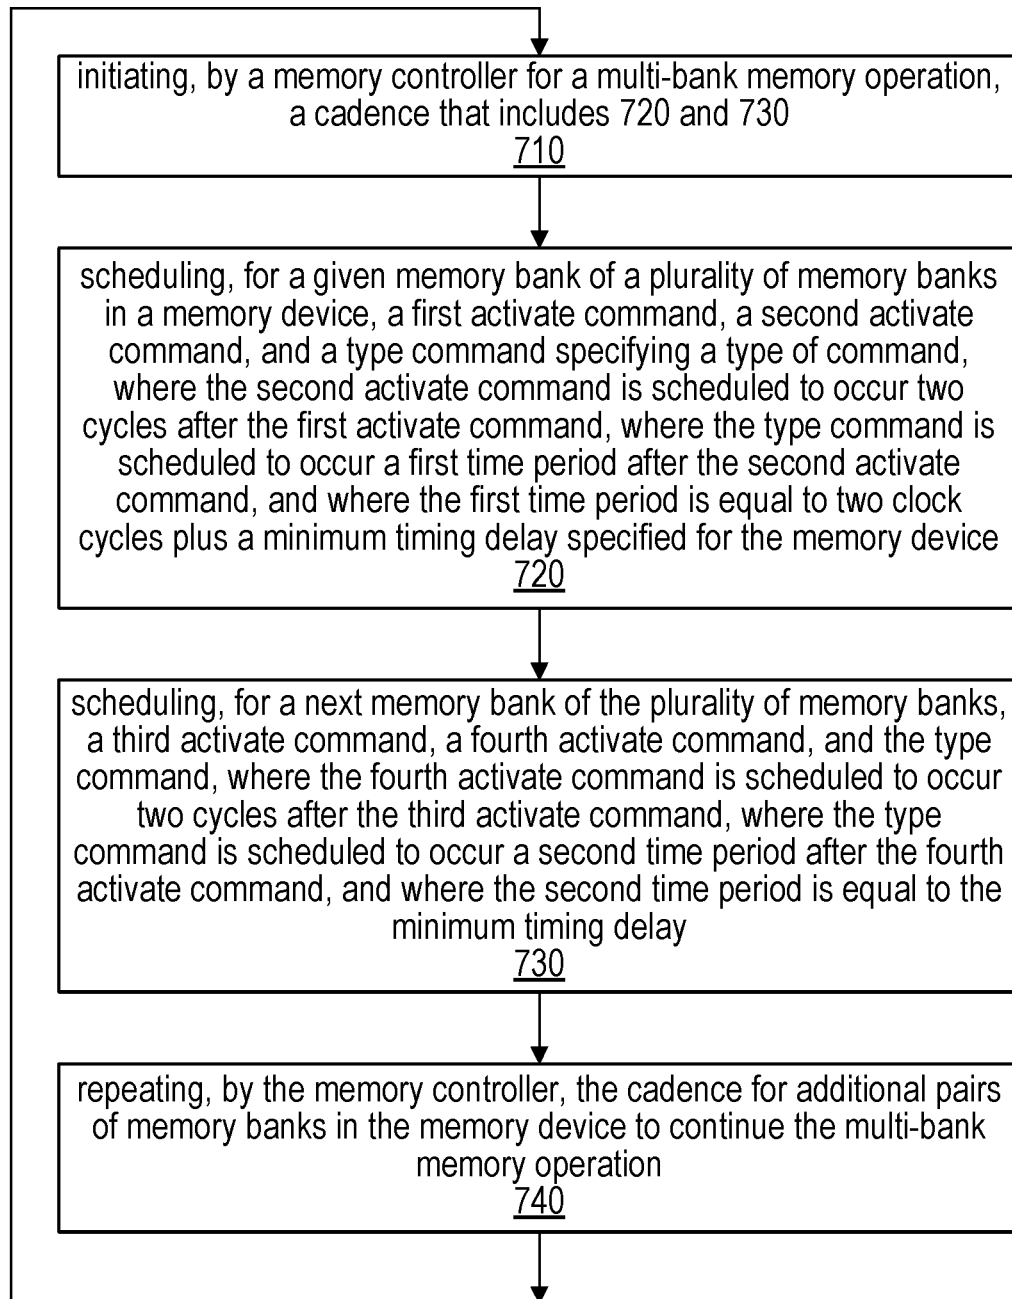 initiating, by a memory controller for a multi-bank memory operation,
a cadence that includes 720 and 730
710
scheduling, for a given memory bank of a plurality of memory banks
in a memory device, a first activate command, a second activate
command, and a type command specifying a type of command,
where the second activate command is scheduled to occur two
cycles after the first activate command, where the type command is
scheduled to occur a first time period after the second activate
command, and where the first time period is equal to two clock
cycles plus a minimum timing delay specified for the memory device
720
scheduling, for a next memory bank of the plurality of memory banks,
a third activate command, a fourth activate command, and the type
command, where the fourth activate command is scheduled to occur
two cycles after the third activate command, where the type
command is scheduled to occur a second time period after the fourth
activate command, and where the second time period is equal to the
minimum timing delay
730
repeating, by the memory controller, the cadence for additional pairs
of memory banks in the memory device to continue the multi-bank
memory operation
740